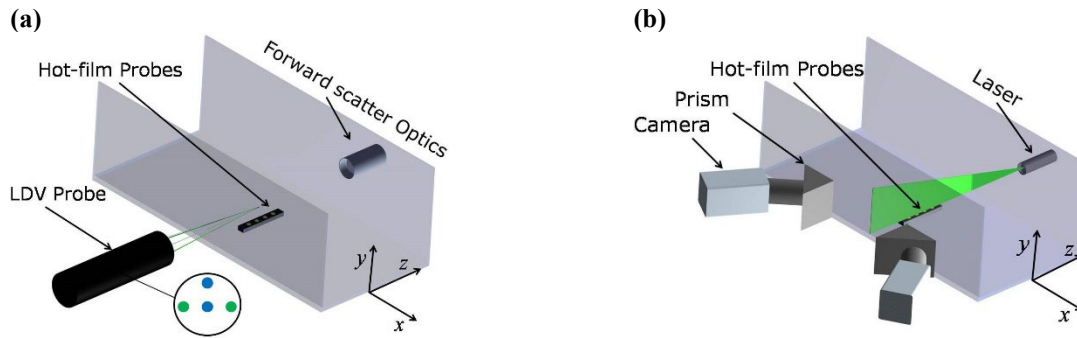 (a)
Hot-film Probes
Forward scatter Optics
LDV Probe
y
z
x
(b)
Hot-film Probes
Laser
Prism
Camera
y
z
x